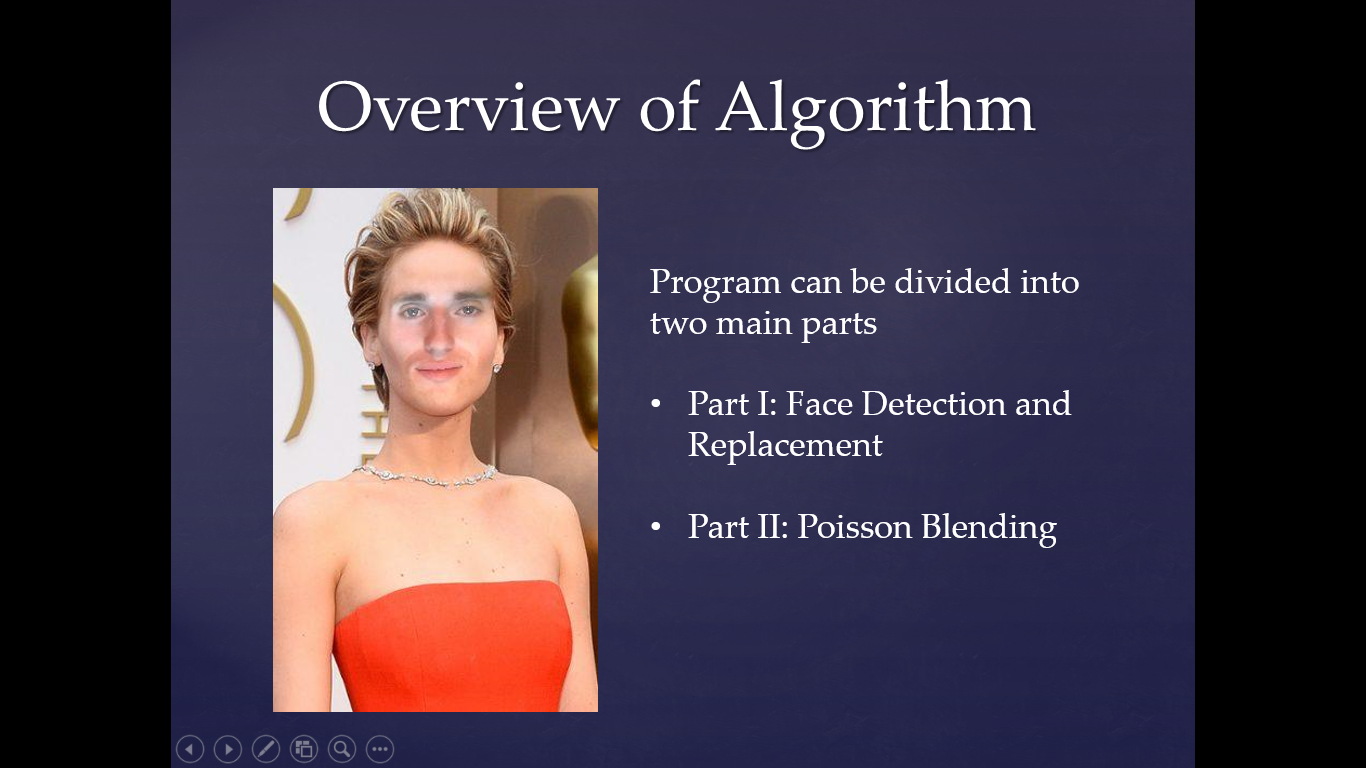 Overview of Algorithm
Program can be divided into
two main parts
• Part I: Face Detection and
Replacement
• Part II: Poisson Blending